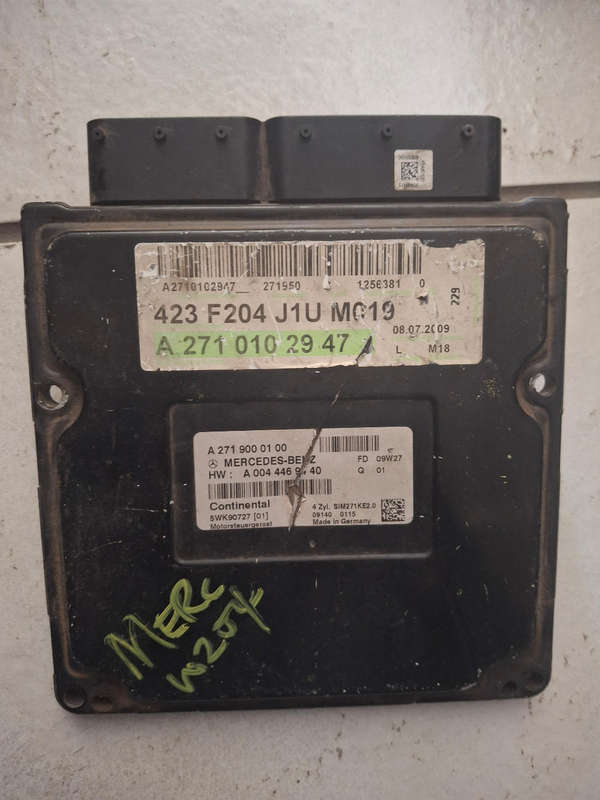 A2710102947__ 271950 1256381 0
423 F204 J1U M019
229
08.07.2009
A 271 010 2 9 47
L M18
A 271 900 01 00
MERCEDES-BENZ
FD 09W27
HW : A 004 446 40
Q 01
Continental
5WK90727 [01]
Motorsteuergerät
4 Zyl. SIM271KE2.0
09140 0115
Made in Germany
MERC
W204